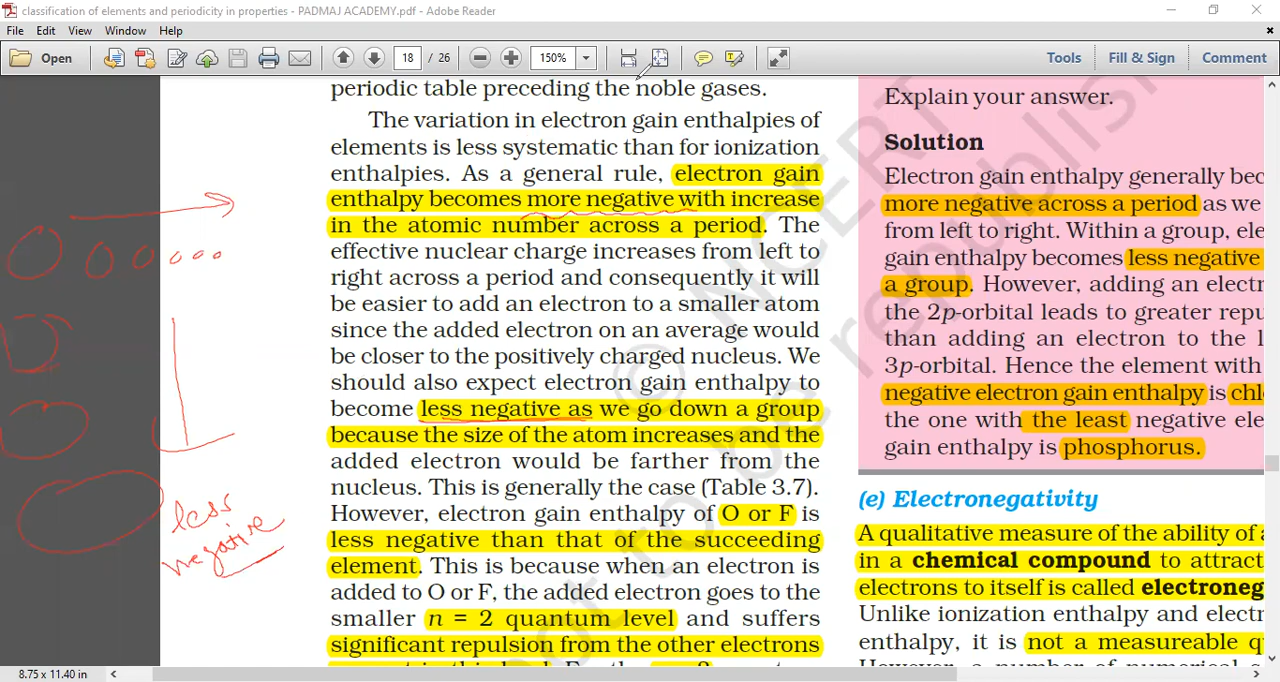 classification of elements and periodicity in properties - PADMAJ ACADEMY.pdf - Adobe Reader
File Edit View Window Help
Open 18 / 26 150% Tools Fill & Sign Comment
periodic table preceding the noble gases.
The variation in electron gain enthalpies of
elements is less systematic than for ionization
enthalpies. As a general rule, electron gain
enthalpy becomes more negative with increase
in the atomic number across a period. The
effective nuclear charge increases from left to
right across a period and consequently it will
be easier to add an electron to a smaller atom
since the added electron on an average would
be closer to the positively charged nucleus. We
should also expect electron gain enthalpy to
become less negative as we go down a group
because the size of the atom increases and the
added electron would be farther from the
nucleus. This is generally the case (Table 3.7).
However, electron gain enthalpy of O or F is
less negative than that of the succeeding
element. This is because when an electron is
added to O or F, the added electron goes to the
smaller n = 2 quantum level and suffers
significant repulsion from the other electrons
less
negative
Explain your answer.
Solution
Electron gain enthalpy generally bec
more negative across a period as we
from left to right. Within a group, ele
gain enthalpy becomes less negative
a group. However, adding an electr
the 2p-orbital leads to greater repu
than adding an electron to the l
3p-orbital. Hence the element with
negative electron gain enthalpy is chl
the one with the least negative ele
gain enthalpy is phosphorus.
(e) Electronegativity
A qualitative measure of the ability of a
in a chemical compound to attract
electrons to itself is called electroneg
Unlike ionization enthalpy and electr
enthalpy, it is not a measureable q
© NCERT
not to be republish
8.75 x 11.40 in